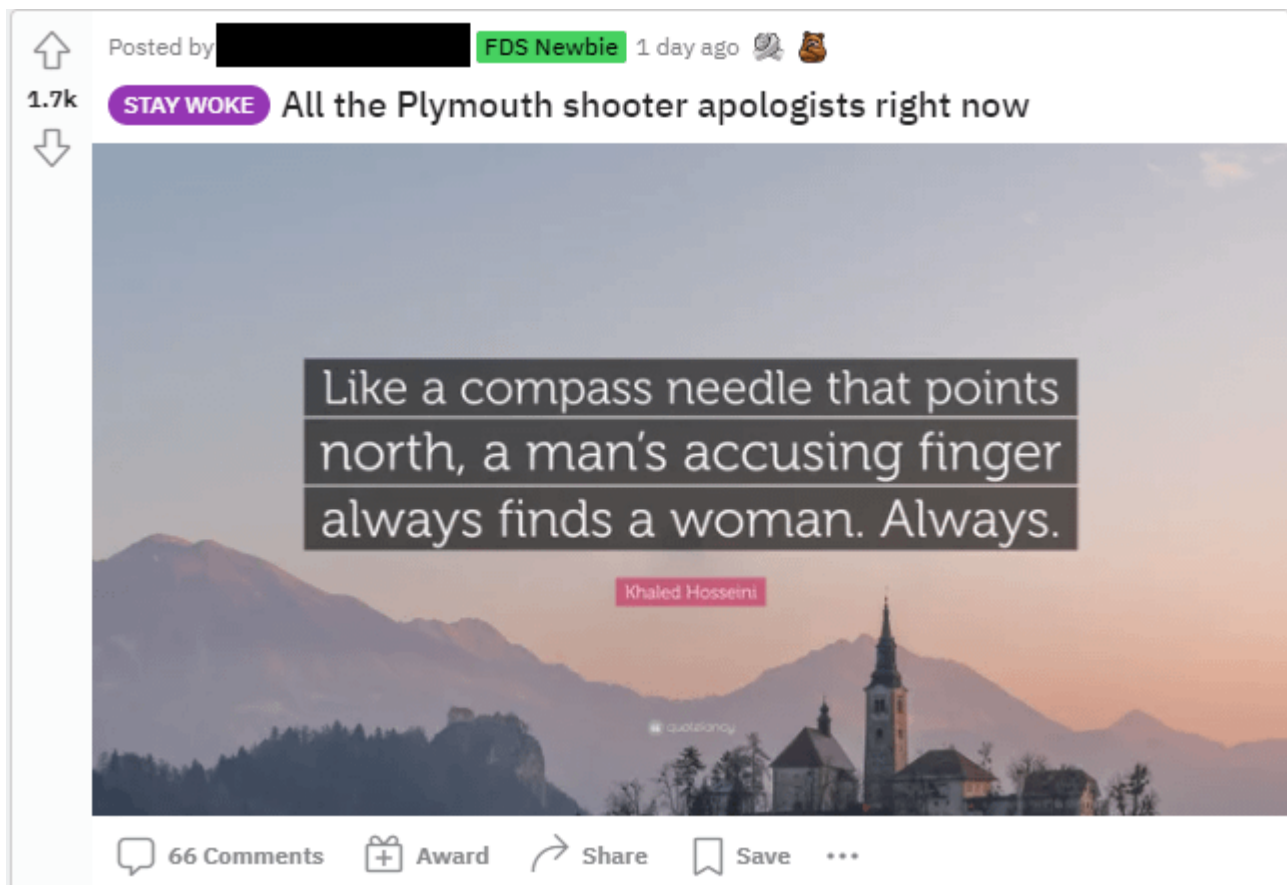 Posted by
FDS Newbie
1 day ago
1.7k
STAY WOKE All the Plymouth shooter apologists right now
Like a compass needle that points
north, a man's accusing finger
always finds a woman. Always.
Khaled Hosseini
quotefancy
66 Comments
Award
Share
Save